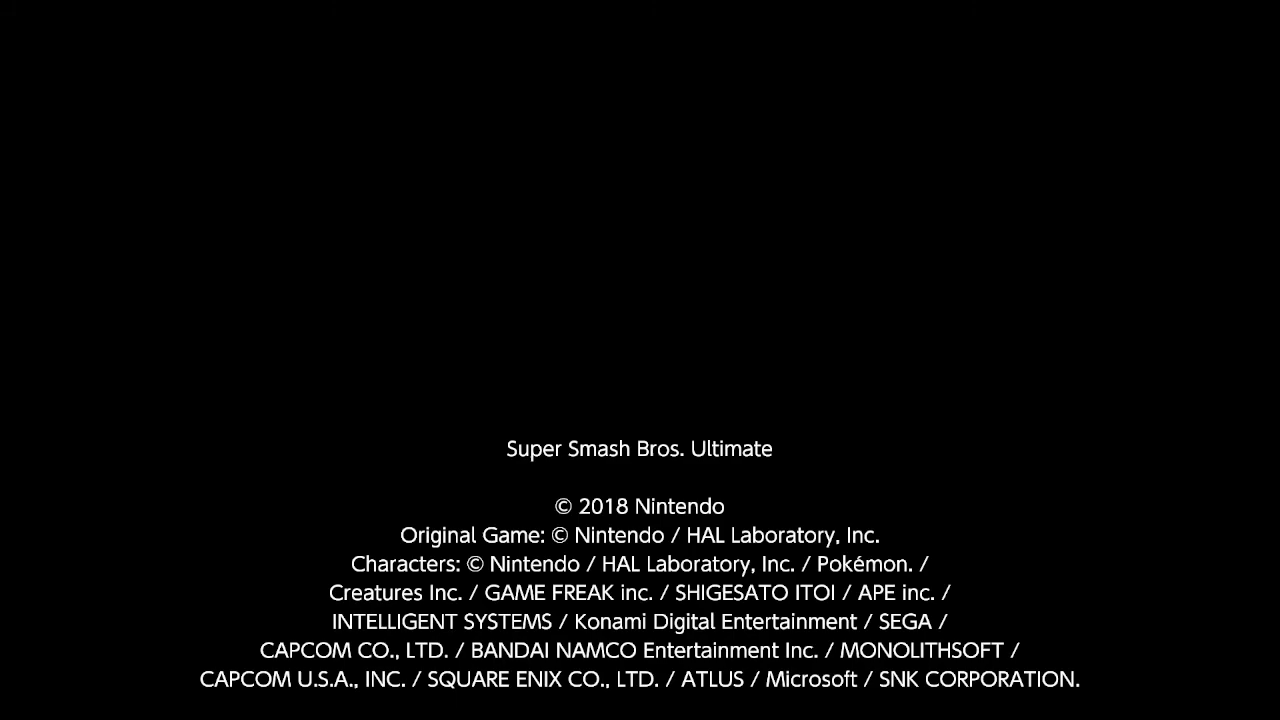 Super Smash Bros. Ultimate
© 2018 Nintendo
Original Game: © Nintendo / HAL Laboratory, Inc.
Characters: © Nintendo / HAL Laboratory, Inc. / Pokémon. /
Creatures Inc. / GAME FREAK inc. / SHIGESATO ITOI / APE inc. /
INTELLIGENT SYSTEMS / Konami Digital Entertainment / SEGA /
CAPCOM CO., LTD. / BANDAI NAMCO Entertainment Inc. / MONOLITHSOFT /
CAPCOM U.S.A., INC. / SQUARE ENIX CO., LTD. / ATLUS / Microsoft / SNK CORPORATION.